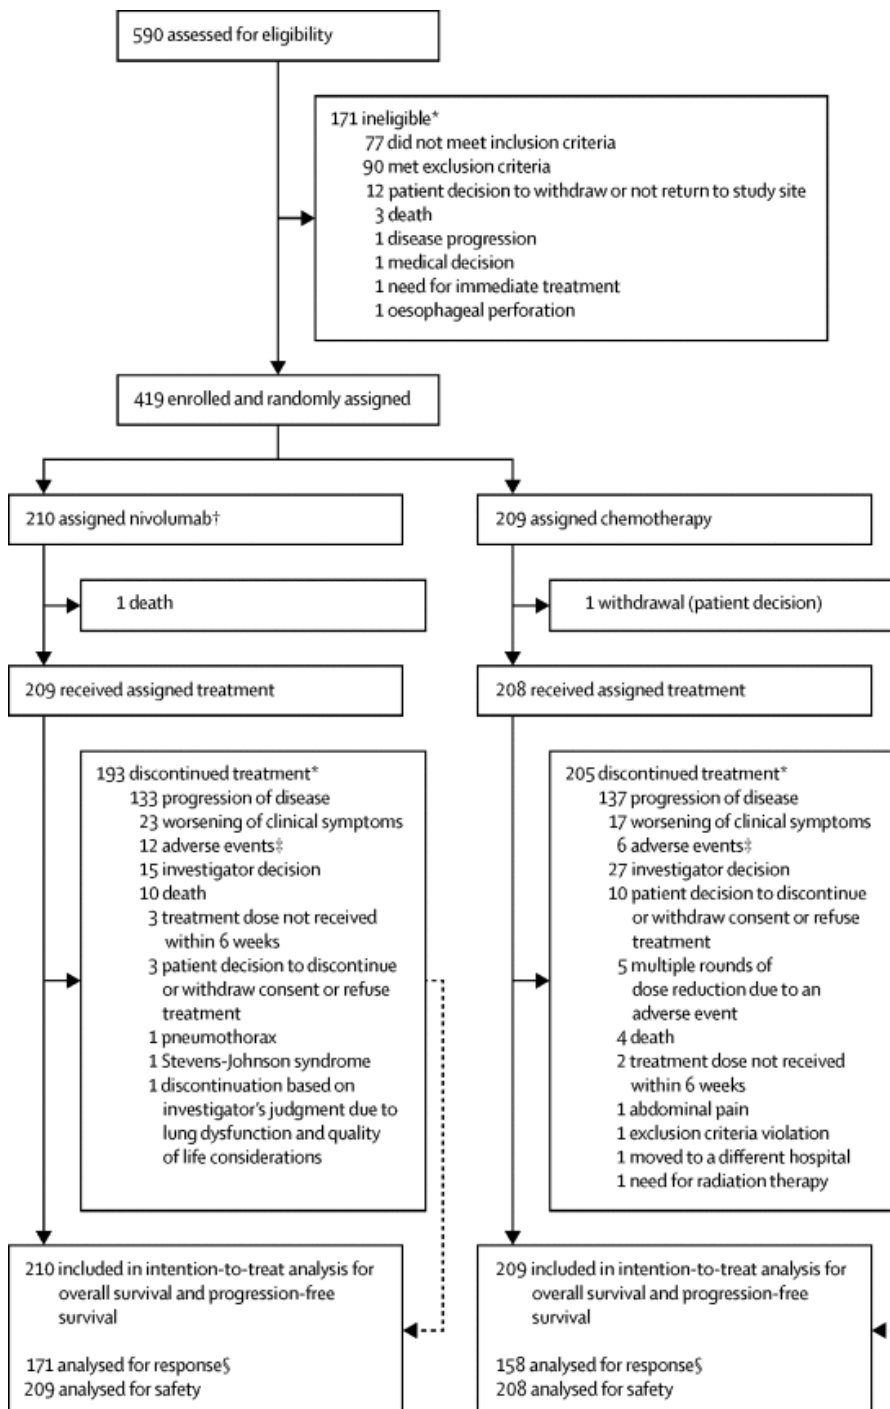 590 assessed for eligibility
171 ineligible*
77 did not meet inclusion criteria
90 met exclusion criteria
12 patient decision to withdraw or not return to study site
3 death
1 disease progression
1 medical decision
1 need for immediate treatment
1 oesophageal perforation
419 enrolled and randomly assigned
210 assigned nivolumab†
209 assigned chemotherapy
1 death
1 withdrawal (patient decision)
209 received assigned treatment
208 received assigned treatment
193 discontinued treatment*
133 progression of disease
23 worsening of clinical symptoms
12 adverse events‡
15 investigator decision
10 death
3 treatment dose not received
within 6 weeks
3 patient decision to discontinue
or withdraw consent or refuse
treatment
1 pneumothorax
1 Stevens-Johnson syndrome
1 discontinuation based on
investigator's judgment due to
lung dysfunction and quality
of life considerations
205 discontinued treatment*
137 progression of disease
17 worsening of clinical symptoms
6 adverse events‡
27 investigator decision
10 patient decision to discontinue
or withdraw consent or refuse
treatment
5 multiple rounds of
dose reduction due to an
adverse event
4 death
2 treatment dose not received
within 6 weeks
1 abdominal pain
1 exclusion criteria violation
1 moved to a different hospital
1 need for radiation therapy
210 included in intention-to-treat analysis for
overall survival and progression-free
survival
171 analysed for response§
209 analysed for safety
209 included in intention-to-treat analysis for
overall survival and progression-free
survival
158 analysed for response§
208 analysed for safety